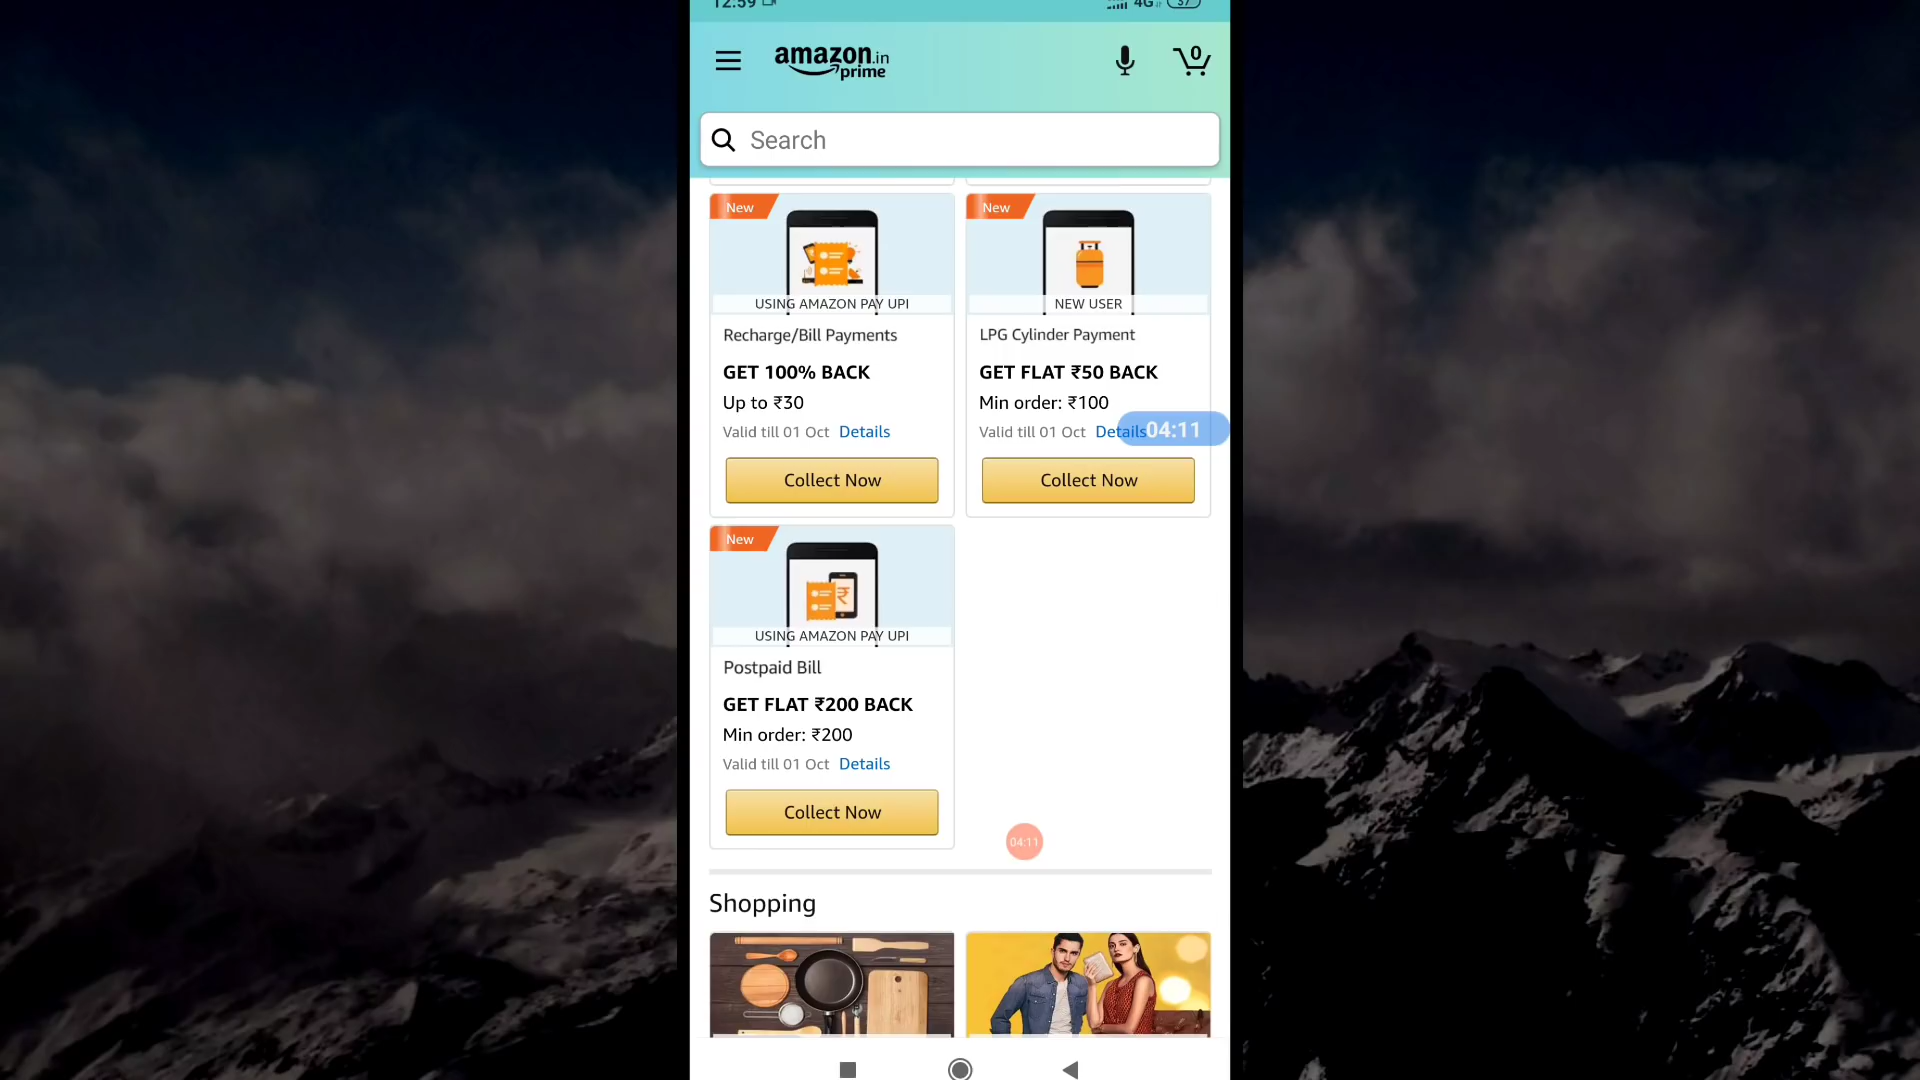 12:59 4G 37
amazon.in
prime
0
Search
New
USING AMAZON PAY UPI
Recharge/Bill Payments
GET 100% BACK
Up to ₹30
Valid till 01 Oct Details
Collect Now
New
NEW USER
LPG Cylinder Payment
GET FLAT ₹50 BACK
Min order: ₹100
Valid till 01 Oct Details
04:11
Collect Now
New
USING AMAZON PAY UPI
Postpaid Bill
GET FLAT ₹200 BACK
Min order: ₹200
Valid till 01 Oct Details
Collect Now
04:11
Shopping